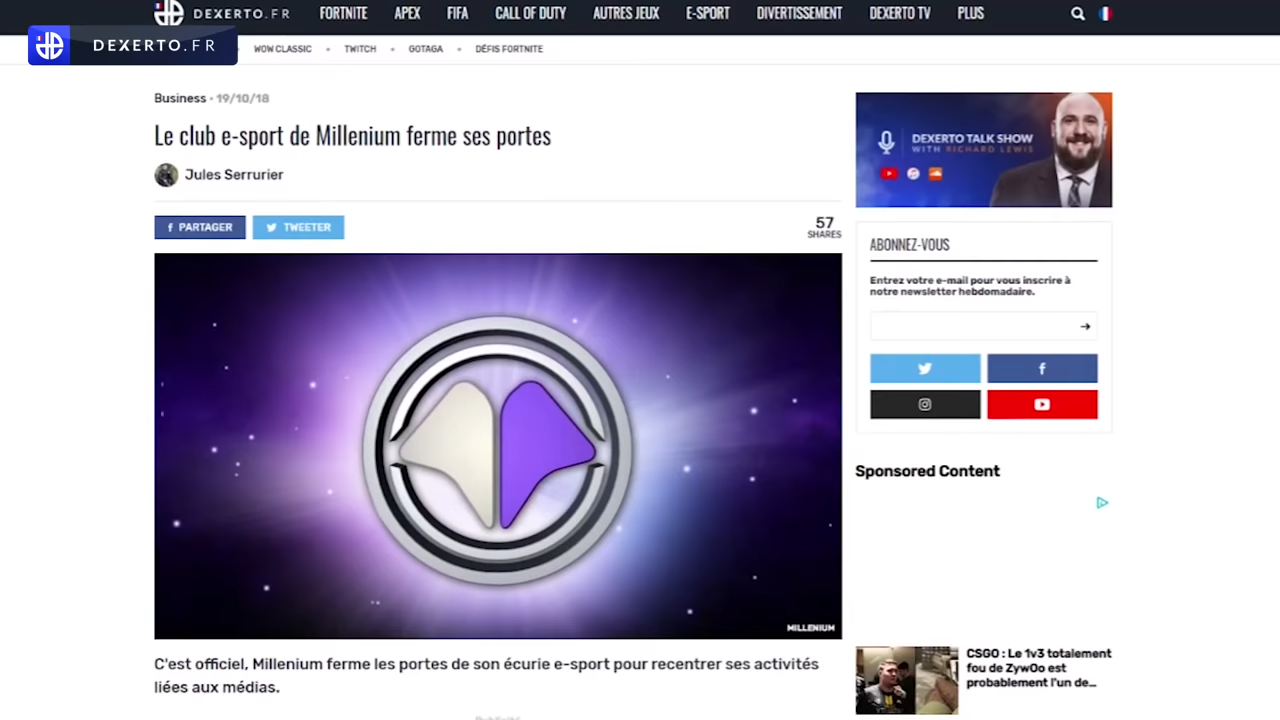 DEXERTO.FR FORTNITE APEX FIFA CALL OF DUTY AUTRES JEUX E-SPORT DIVERTISSEMENT DEXERTO TV PLUS
DEXERTO.FR
WOW CLASSIC • TWITCH • GOTAGA • DÉFIS FORTNITE
Business • 19/10/18
Le club e-sport de Millenium ferme ses portes
Jules Serrurier
PARTAGER TWEETER
57
SHARES
MILLENIUM
C'est officiel, Millenium ferme les portes de son écurie e-sport pour recentrer ses activités
liées aux médias.
Publicité
DEXERTO TALK SHOW
WITH RICHARD LEWIS
ABONNEZ-VOUS
Entrez votre e-mail pour vous inscrire à
notre newsletter hebdomadaire.
Sponsored Content
CSGO : Le 1v3 totalement
fou de ZywOo est
probablement l'un de...